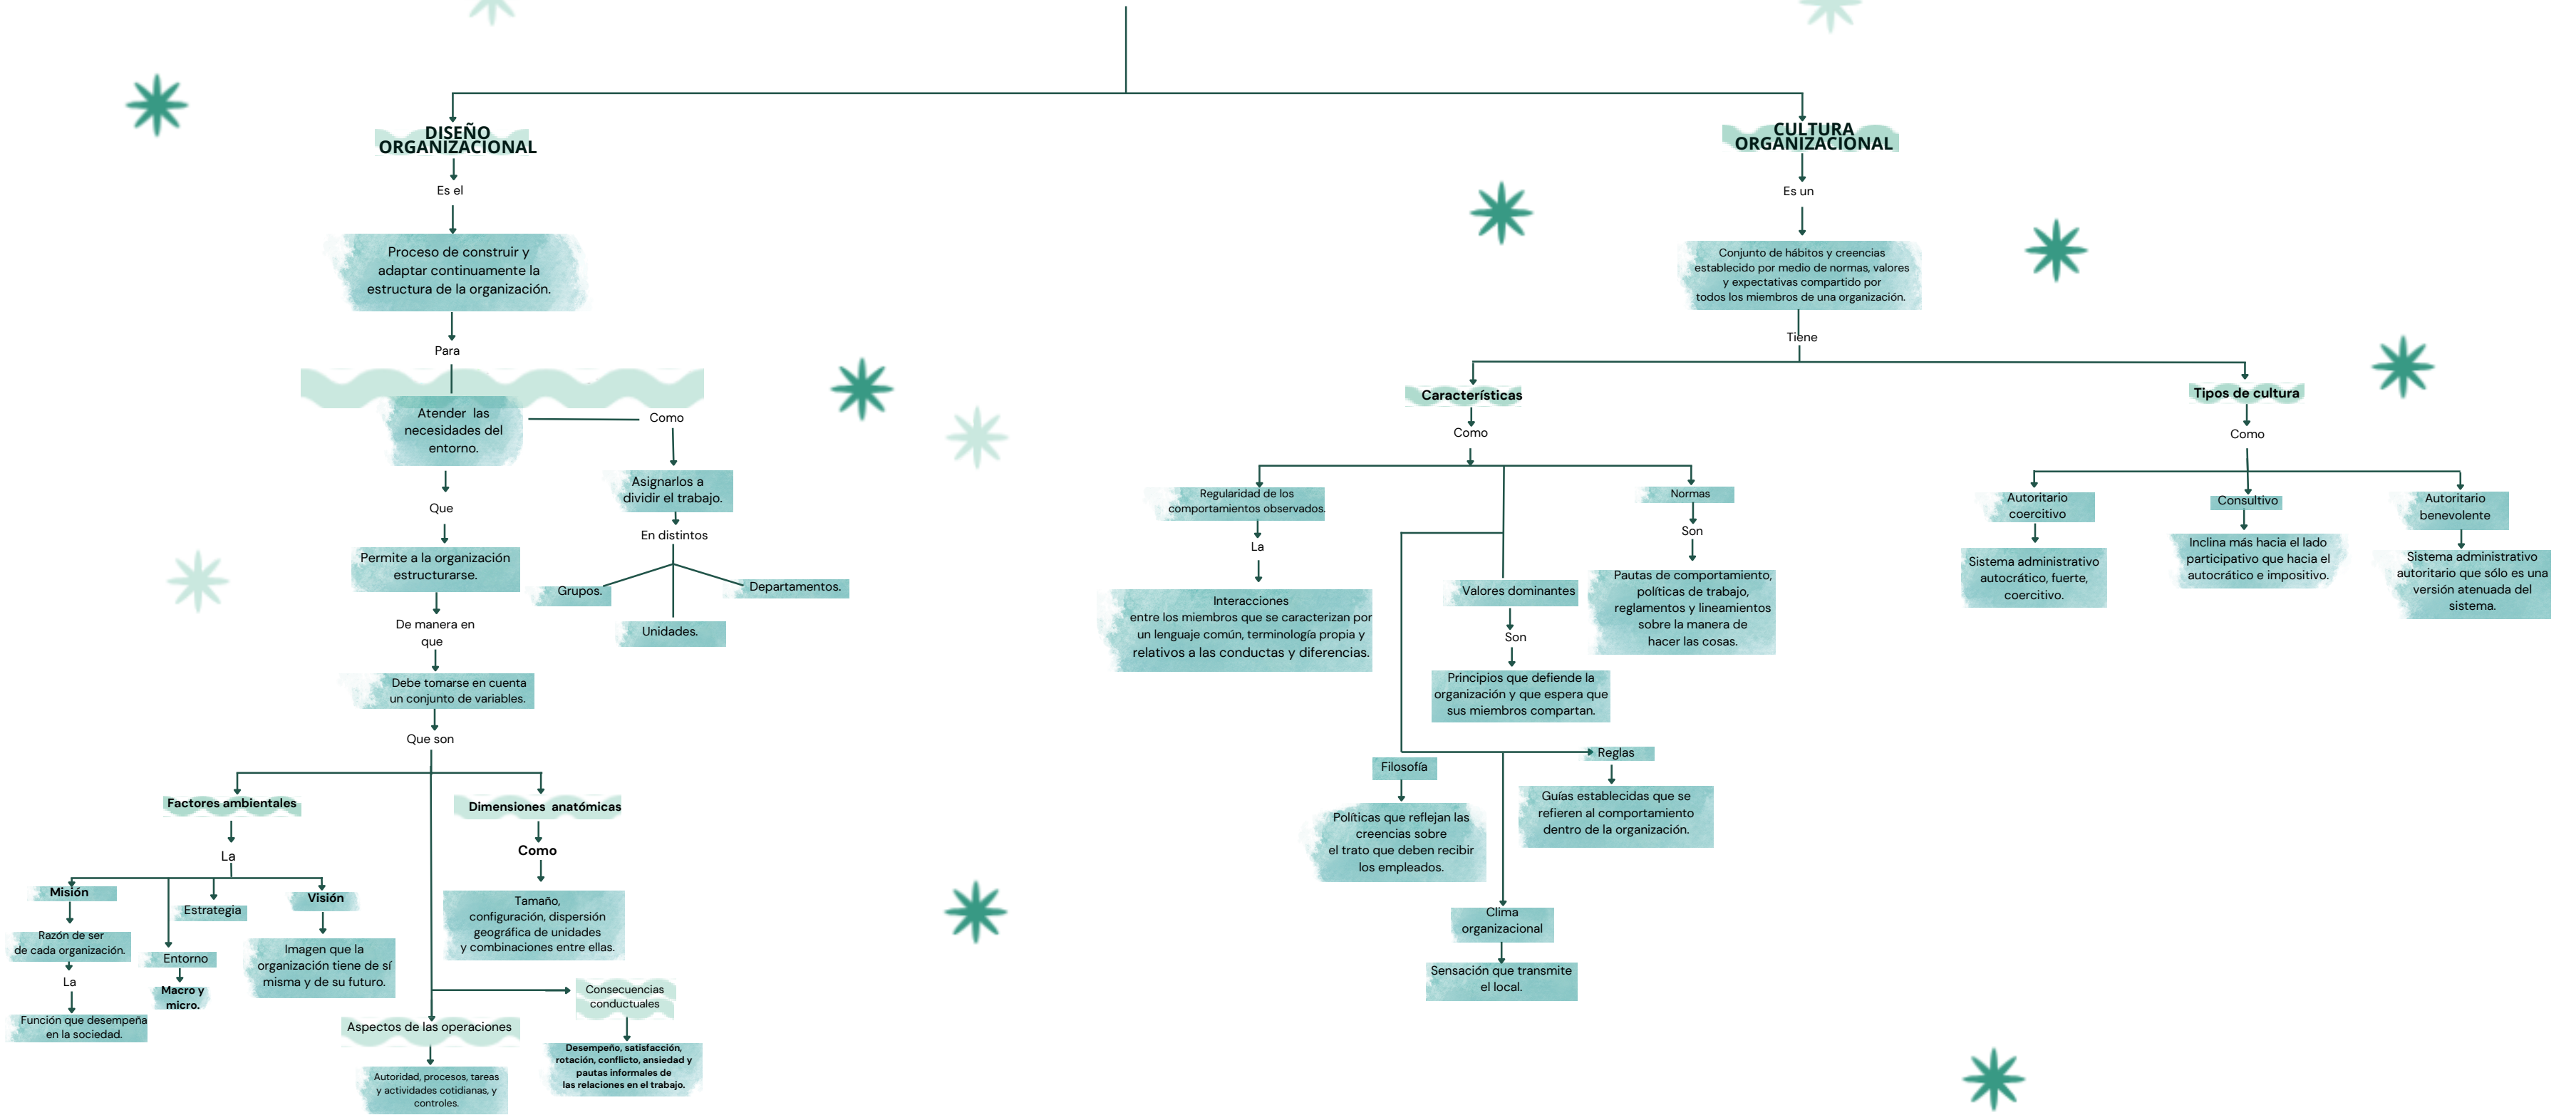 DISEÑO
ORGANIZACIONAL
Es el
Proceso de construir y
adaptar continuamente la
estructura de la organización.
Para
Atender las
necesidades del
entorno.
Como
Asignarlos a
dividir el trabajo.
En distintos
Grupos.
Unidades.
Departamentos.
Que
Permite a la organización
estructurarse.
De manera en
que
Debe tomarse en cuenta
un conjunto de variables.
Que son
Factores ambientales
La
Misión
Razón de ser
de cada organización.
La
Función que desempeña
en la sociedad.
Entorno
Macro y
micro.
Estrategia
Visión
Imagen que la
organización tiene de sí
misma y de su futuro.
Dimensiones anatómicas
Como
Tamaño,
configuración, dispersión
geográfica de unidades
y combinaciones entre ellas.
Aspectos de las operaciones
Autoridad, procesos, tareas
y actividades cotidianas, y
controles.
Consecuencias
conductuales
Desempeño, satisfacción,
rotación, conflicto, ansiedad y
pautas informales de
las relaciones en el trabajo.
CULTURA
ORGANIZACIONAL
Es un
Conjunto de hábitos y creencias
establecido por medio de normas, valores
y expectativas compartido por
todos los miembros de una organización.
Tiene
Características
Como
Regularidad de los
comportamientos observados.
La
Interacciones
entre los miembros que se caracterizan por
un lenguaje común, terminología propia y
relativos a las conductas y diferencias.
Valores dominantes
Son
Principios que defiende la
organización y que espera que
sus miembros compartan.
Normas
Son
Pautas de comportamiento,
políticas de trabajo,
reglamentos y lineamientos
sobre la manera de
hacer las cosas.
Filosofía
Políticas que reflejan las
creencias sobre
el trato que deben recibir
los empleados.
Reglas
Guías establecidas que se
refieren al comportamiento
dentro de la organización.
Clima
organizacional
Sensación que transmite
el local.
Tipos de cultura
Como
Autoritario
coercitivo
Sistema administrativo
autocrático, fuerte,
coercitivo.
Consultivo
Inclina más hacia el lado
participativo que hacia el
autocrático e impositivo.
Autoritario
benevolente
Sistema administrativo
autoritario que sólo es una
versión atenuada del
sistema.